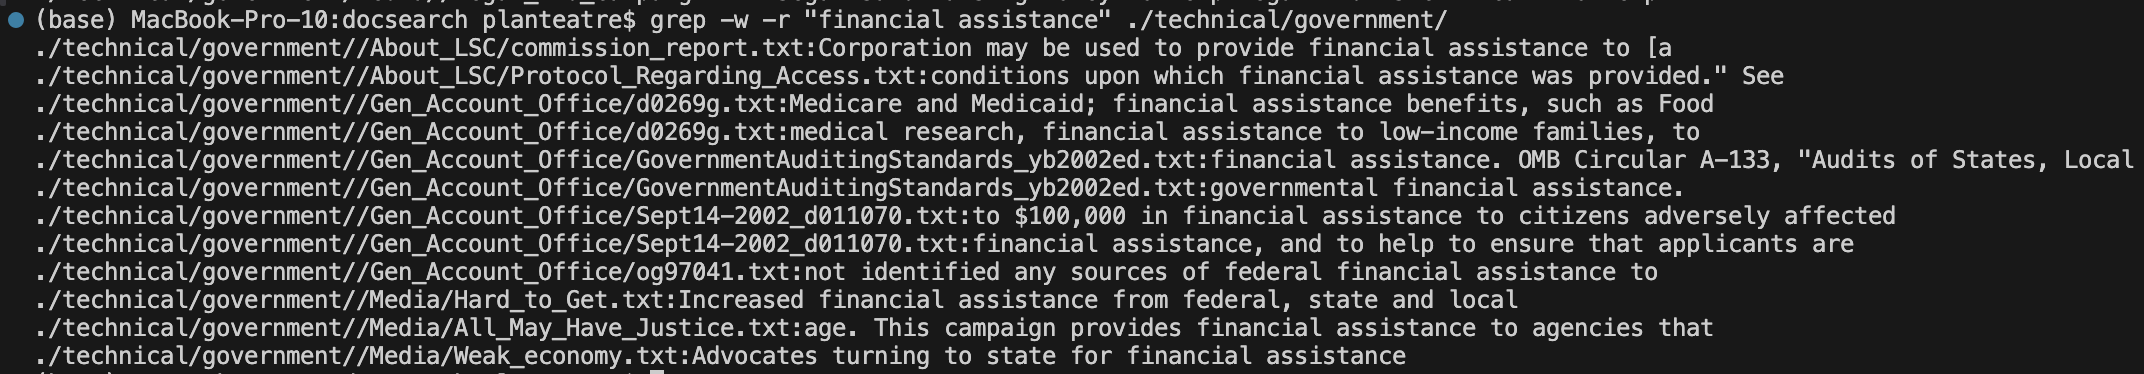 (base) MacBook-Pro-10:docsearch planteatre$ grep -w -r "financial assistance" ./technical/government/
./technical/government//About_LSC/commission_report.txt:Corporation may be used to provide financial assistance to [a
./technical/government//About_LSC/Protocol_Regarding_Access.txt:conditions upon which financial assistance was provided." See
./technical/government//Gen_Account_Office/d0269g.txt:Medicare and Medicaid; financial assistance benefits, such as Food
./technical/government//Gen_Account_Office/d0269g.txt:medical research, financial assistance to low-income families, to
./technical/government//Gen_Account_Office/GovernmentAuditingStandards_yb2002ed.txt:financial assistance. OMB Circular A-133, "Audits of States, Local
./technical/government//Gen_Account_Office/GovernmentAuditingStandards_yb2002ed.txt:governmental financial assistance.
./technical/government//Gen_Account_Office/Sept14-2002_d011070.txt:to $100,000 in financial assistance to citizens adversely affected
./technical/government//Gen_Account_Office/Sept14-2002_d011070.txt:financial assistance, and to help to ensure that applicants are
./technical/government//Gen_Account_Office/og97041.txt:not identified any sources of federal financial assistance to
./technical/government//Media/Hard_to_Get.txt:Increased financial assistance from federal, state and local
./technical/government//Media/All_May_Have_Justice.txt:age. This campaign provides financial assistance to agencies that
./technical/government//Media/Weak_economy.txt:Advocates turning to state for financial assistance